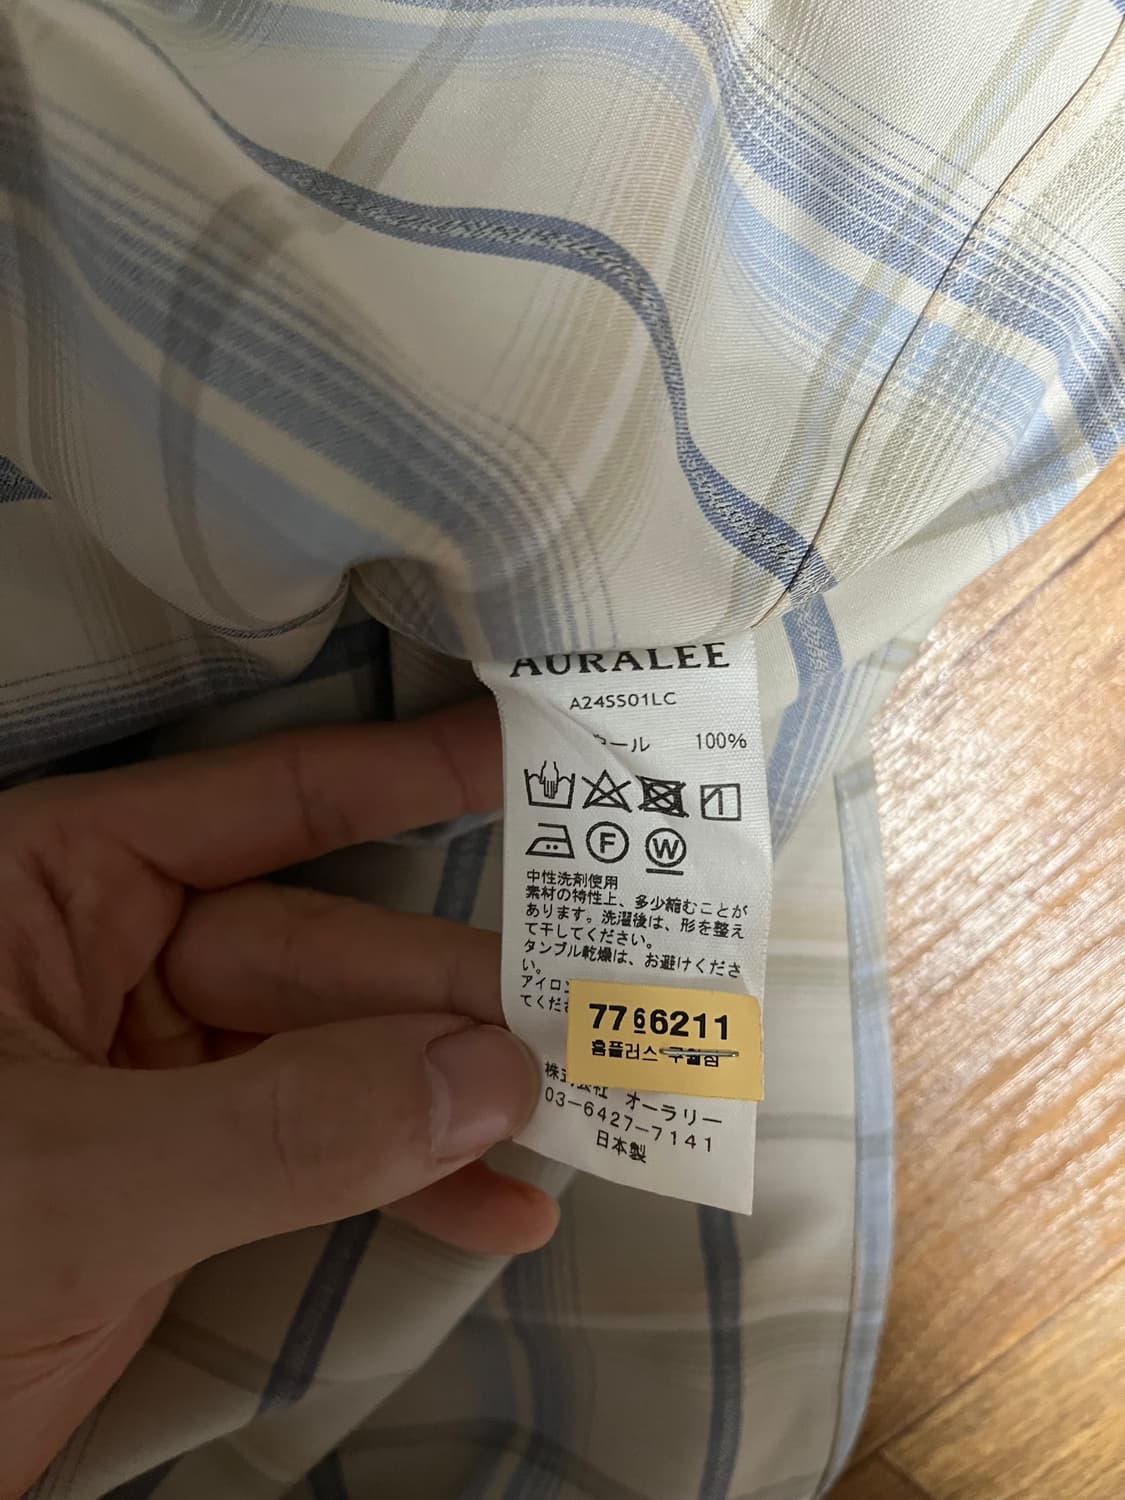 AURALEE
A24SS01LC
ウール 100%
F
W
中性洗剤使用
素材の特性上、多少縮むことが
あります。洗濯後は、形を整え
て干してください。
タンブル乾燥は、お避けくださ
い。
アイロン
てくだ
7766211
홈플러스 구월점
株式会社 オーラリー
03-6427-7141
日本製